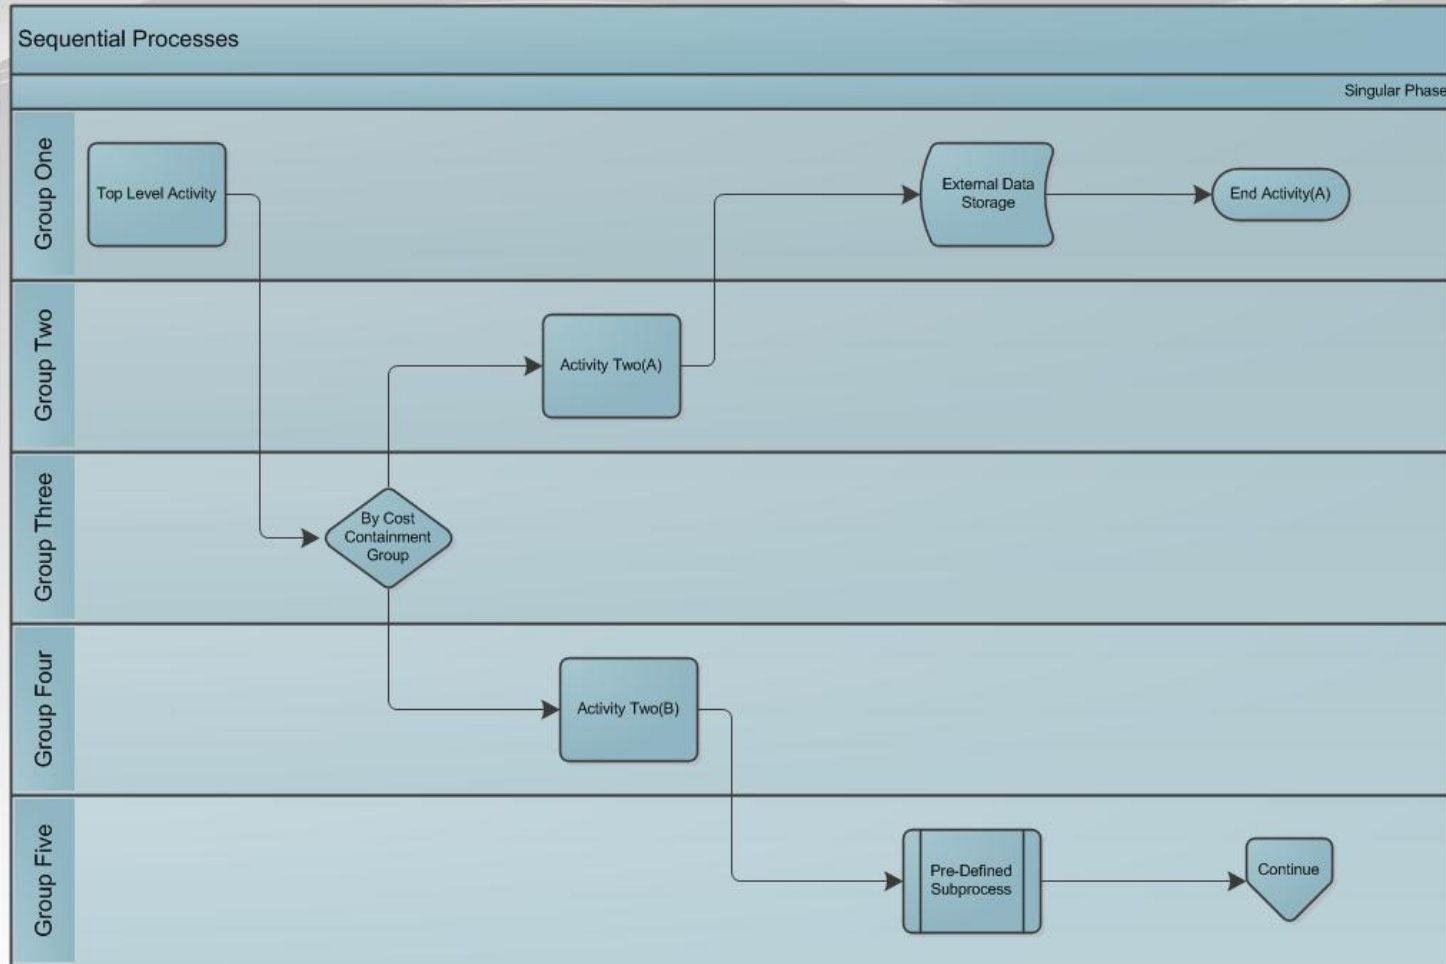 Sequential Processes
Singular Phase
Group One
Top Level Activity
External Data
Storage
End Activity(A)
Group Two
Activity Two(A)
Group Three
By Cost
Containment
Group
Group Four
Activity Two(B)
Group Five
Pre-Defined
Subprocess
Continue